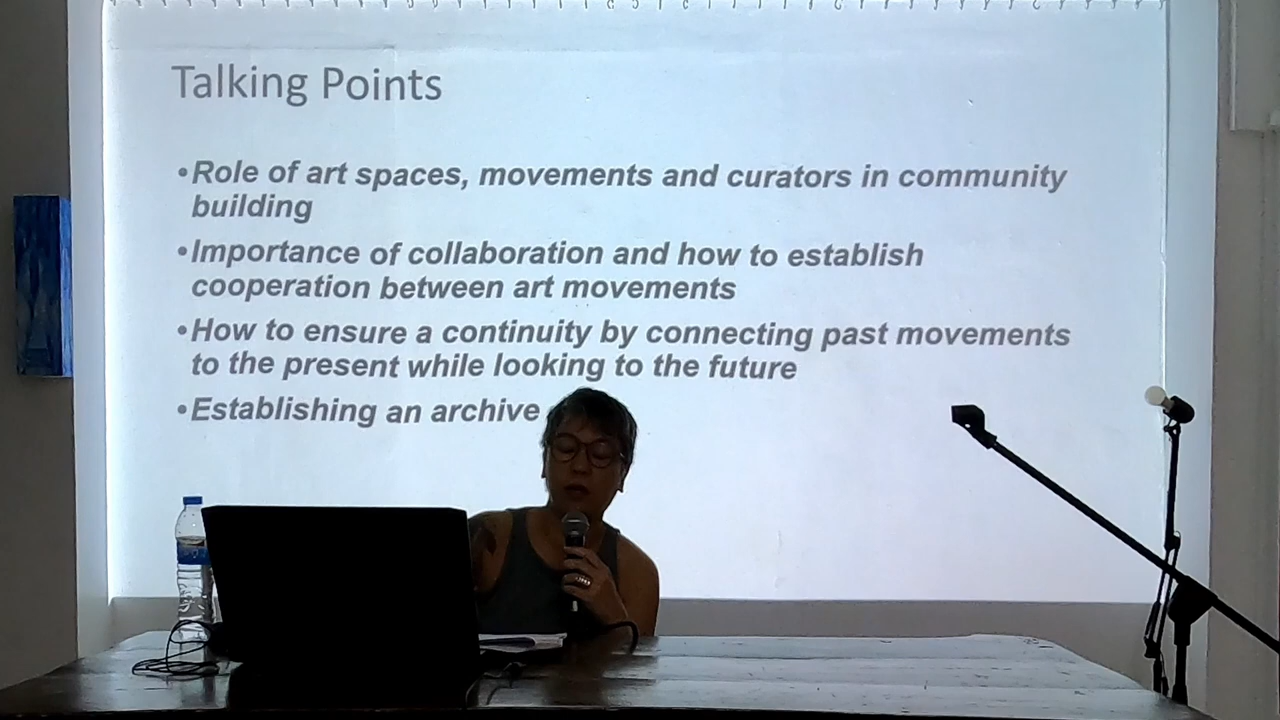 Talking Points
•Role of art spaces, movements and curators in community
building
•Importance of collaboration and how to establish
cooperation between art movements
•How to ensure a continuity by connecting past movements
to the present while looking to the future
•Establishing an archive